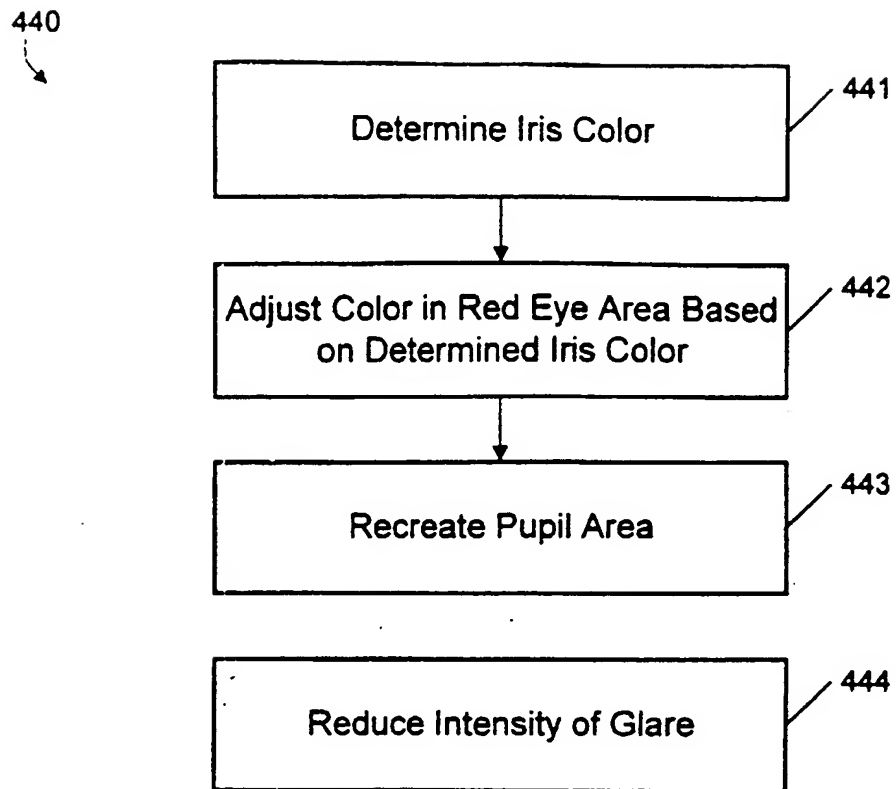 440
Determine Iris Color
441
Adjust Color in Red Eye Area Based
on Determined Iris Color
442
Recreate Pupil Area
443
Reduce Intensity of Glare
444